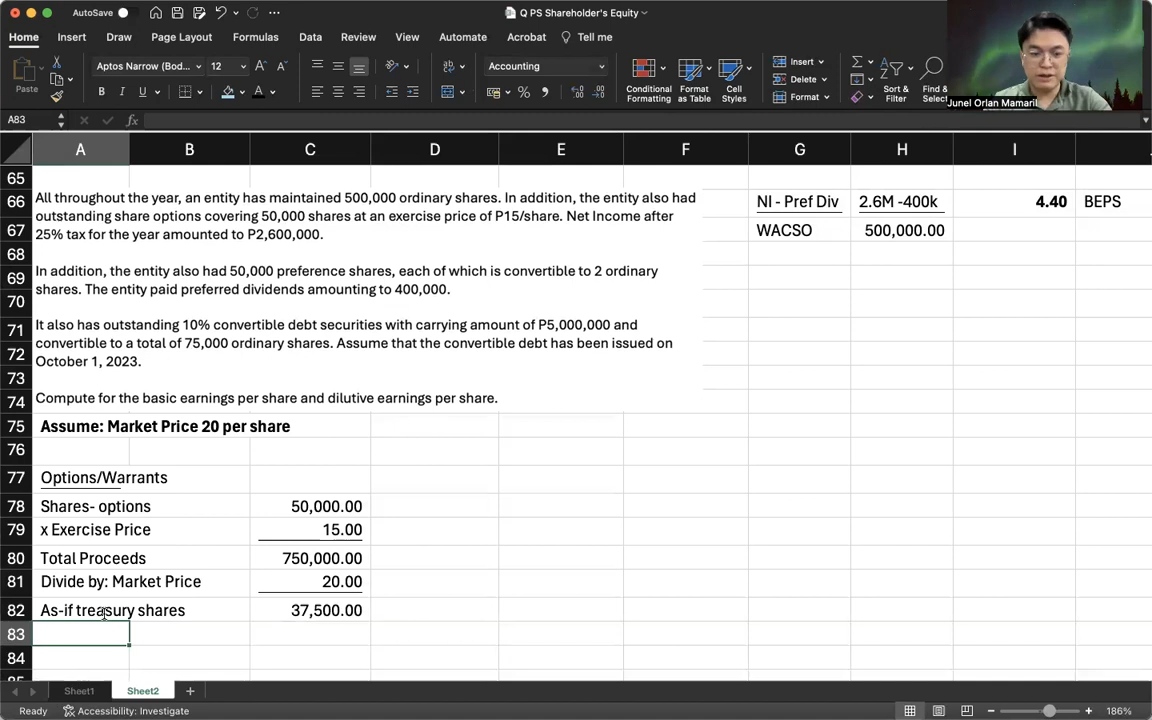 AutoSave
Q PS Shareholder's Equity
Home Insert Draw Page Layout Formulas Data Review View Automate Acrobat Tell me
Paste
Aptos Narrow (Bod... 12
Accounting
Conditional Formatting
Format as Table
Cell Styles
Insert
Delete
Format
Sort & Filter
Find &
Junel Orlan Mamaril
A83 fx
A B C D E F G H I
65
66
67
68
69
70
71
72
73
74
75
76
77
78
79
80
81
82
83
84
All throughout the year, an entity has maintained 500,000 ordinary shares. In addition, the entity also had
outstanding share options covering 50,000 shares at an exercise price of P15/share. Net Income after
25% tax for the year amounted to P2,600,000.
In addition, the entity also had 50,000 preference shares, each of which is convertible to 2 ordinary
shares. The entity paid preferred dividends amounting to 400,000.
It also has outstanding 10% convertible debt securities with carrying amount of P5,000,000 and
convertible to a total of 75,000 ordinary shares. Assume that the convertible debt has been issued on
October 1, 2023.
Compute for the basic earnings per share and dilutive earnings per share.
NI - Pref Div 2.6M -400k 4.40 BEPS
WACSO 500,000.00
Assume: Market Price 20 per share
Options/Warrants
Shares- options 50,000.00
x Exercise Price 15.00
Total Proceeds 750,000.00
Divide by: Market Price 20.00
As-if treasury shares 37,500.00
Sheet1 Sheet2
Ready Accessibility: Investigate 186%